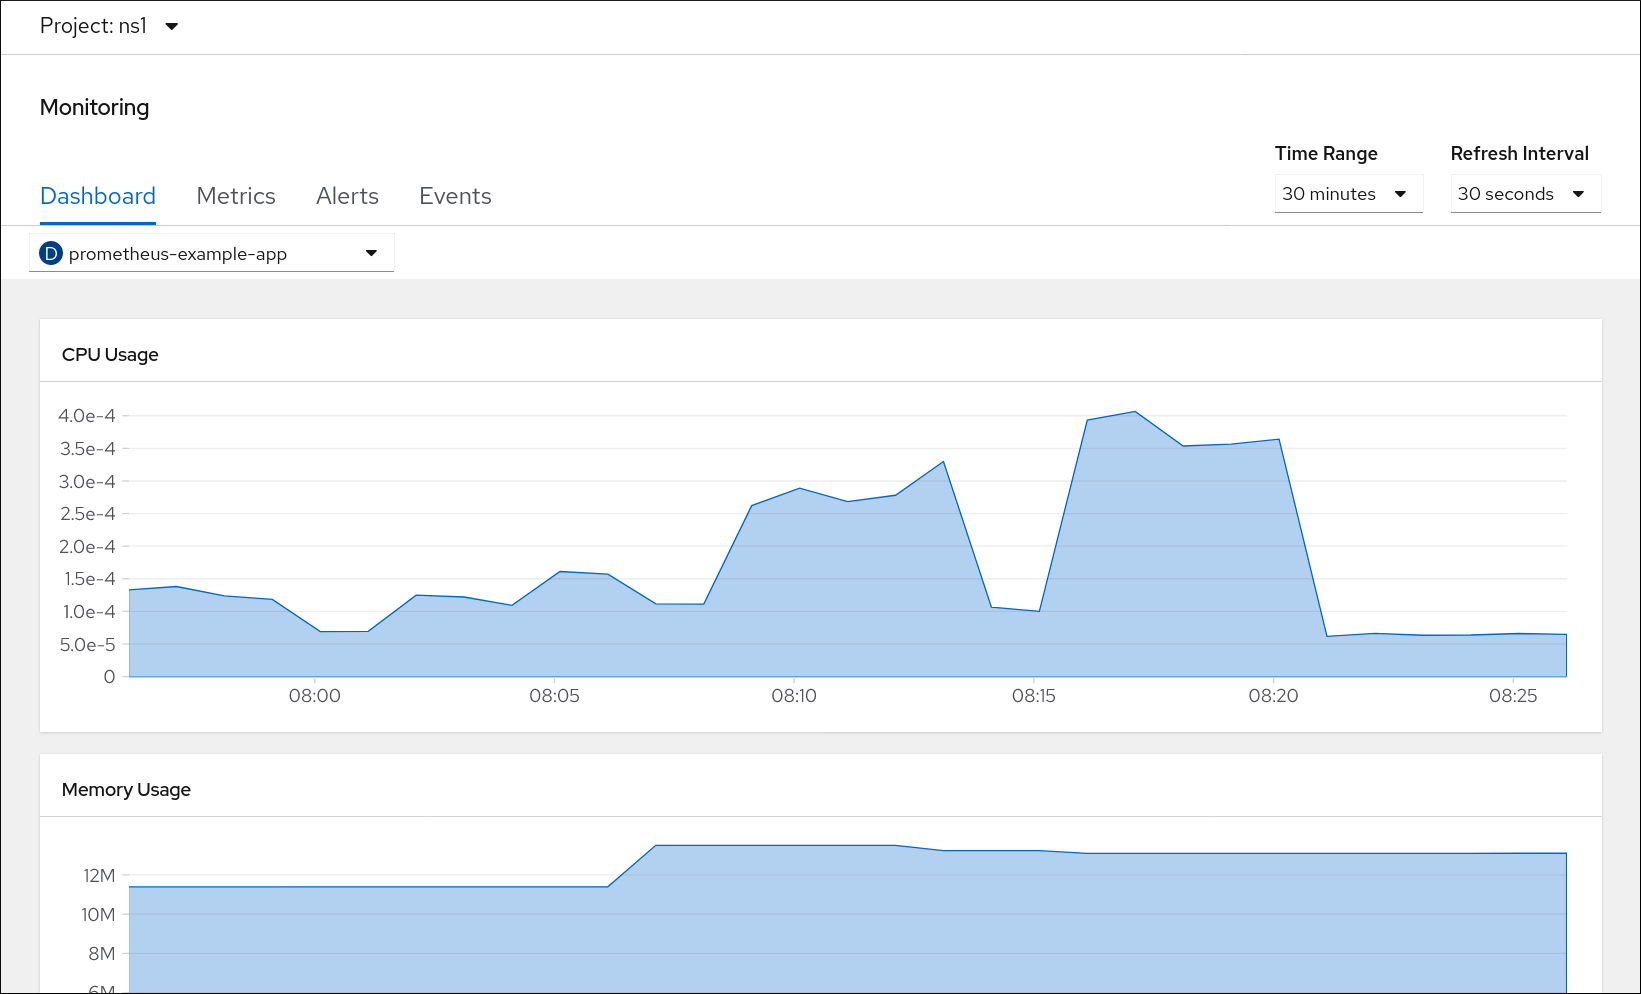 Project: ns1
Monitoring
Time Range
Refresh Interval
Dashboard
Metrics
Alerts
Events
30 minutes
30 seconds
D
prometheus-example-app
CPU Usage
4.0e-4
3.5e-4
3.0e-4
2.5e-4
2.0e-4
1.5e-4
1.0e-4
5.0e-5
0
08:00
08:05
08:10
08:15
08:20
08:25
Memory Usage
12M
10M
8M
6M